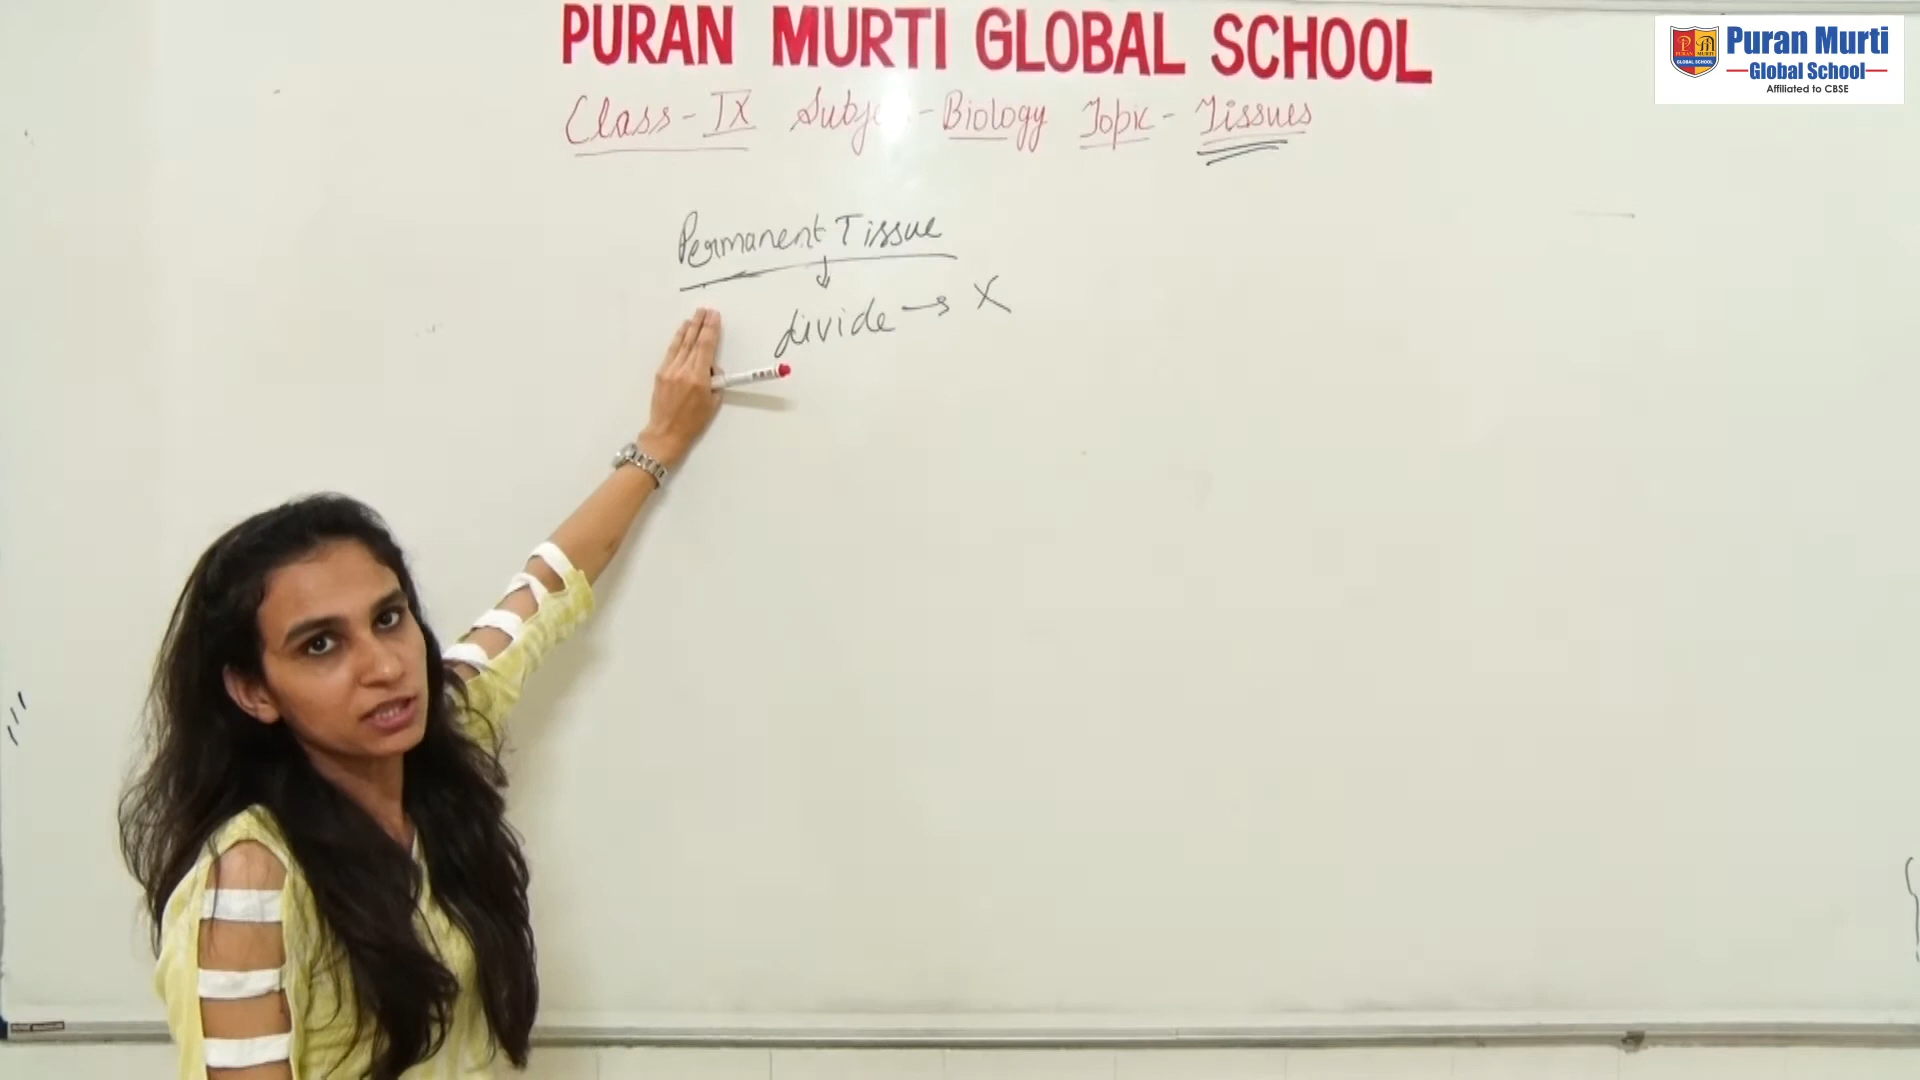 PURAN MURTI GLOBAL SCHOOL
Puran Murti
Global School
Affiliated to CBSE
Class - IX Subje - Biology Topic - Tissues
Permanent Tissue
↓
divide → X